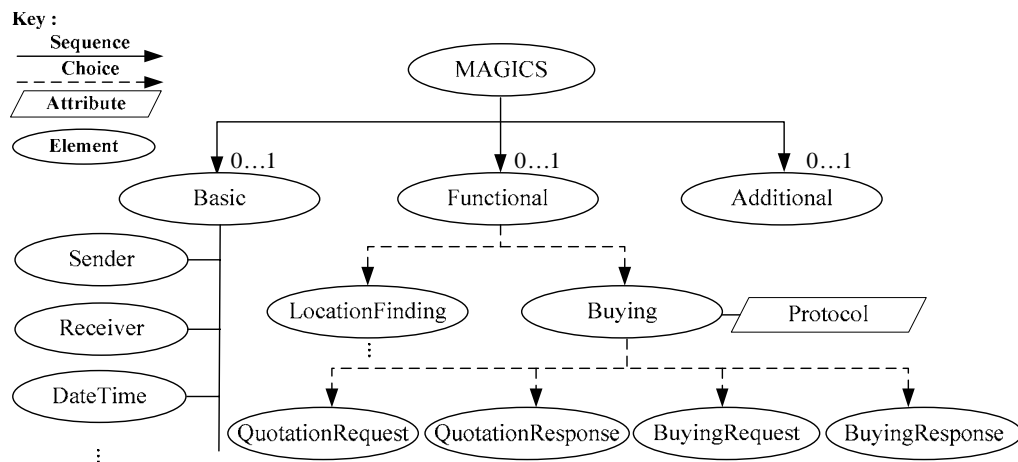 Key :
Sequence
Choice
Attribute
Element
MAGICS
0…1
0…1
0…1
Basic
Functional
Additional
Sender
Receiver
DateTime
⋮
LocationFinding
⋮
Buying
Protocol
QuotationRequest
QuotationResponse
BuyingRequest
BuyingResponse